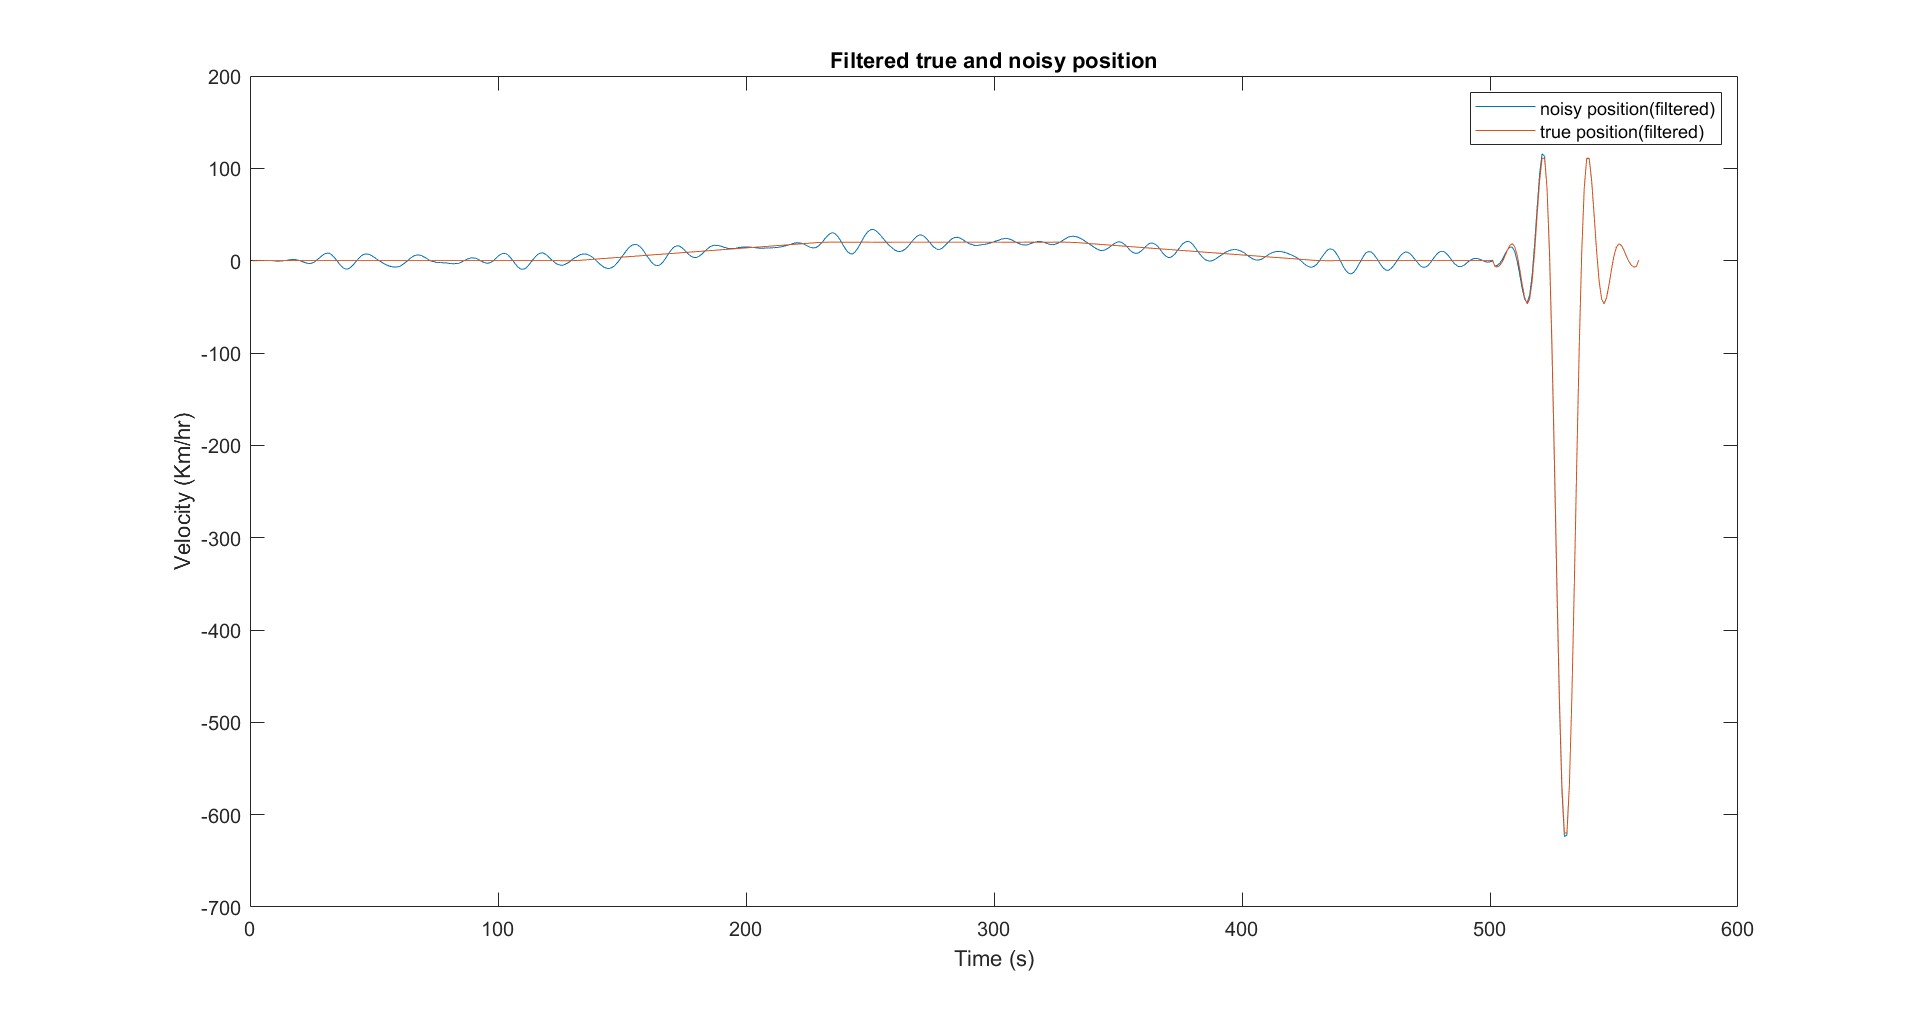 Filtered true and noisy position
200
100
0
-100
-200
-300
-400
-500
-600
-700
Velocity (Km/hr)
noisy position(filtered)
true position(filtered)
0 100 200 300 400 500 600
Time (s)